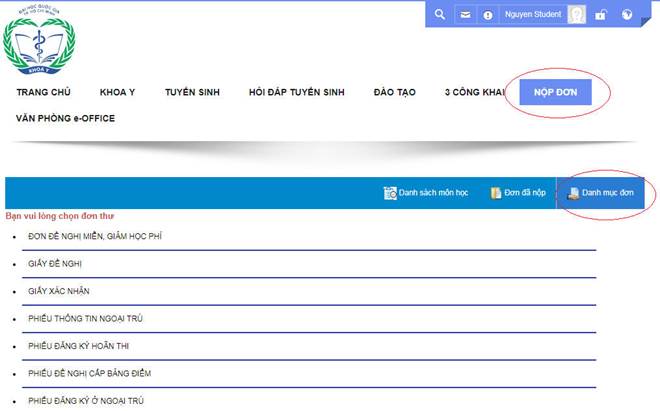 ĐẠI HỌC QUỐC GIA
TP. HỒ CHÍ MINH
KHOA Y
Nguyen Student
TRANG CHỦ KHOA Y TUYỂN SINH HỎI ĐÁP TUYỂN SINH ĐÀO TẠO 3 CÔNG KHAI NỘP ĐƠN
VĂN PHÒNG e-OFFICE
Danh sách môn học Đơn đã nộp Danh mục đơn
Bạn vui lòng chọn đơn thư
ĐƠN ĐỀ NGHỊ MIỄN, GIẢM HỌC PHÍ
GIẤY ĐỀ NGHỊ
GIẤY XÁC NHẬN
PHIẾU THÔNG TIN NGOẠI TRÚ
PHIẾU ĐĂNG KÝ HOÃN THI
PHIẾU ĐỀ NGHỊ CẤP BẢNG ĐIỂM
PHIẾU ĐĂNG KÝ Ở NGOẠI TRÚ